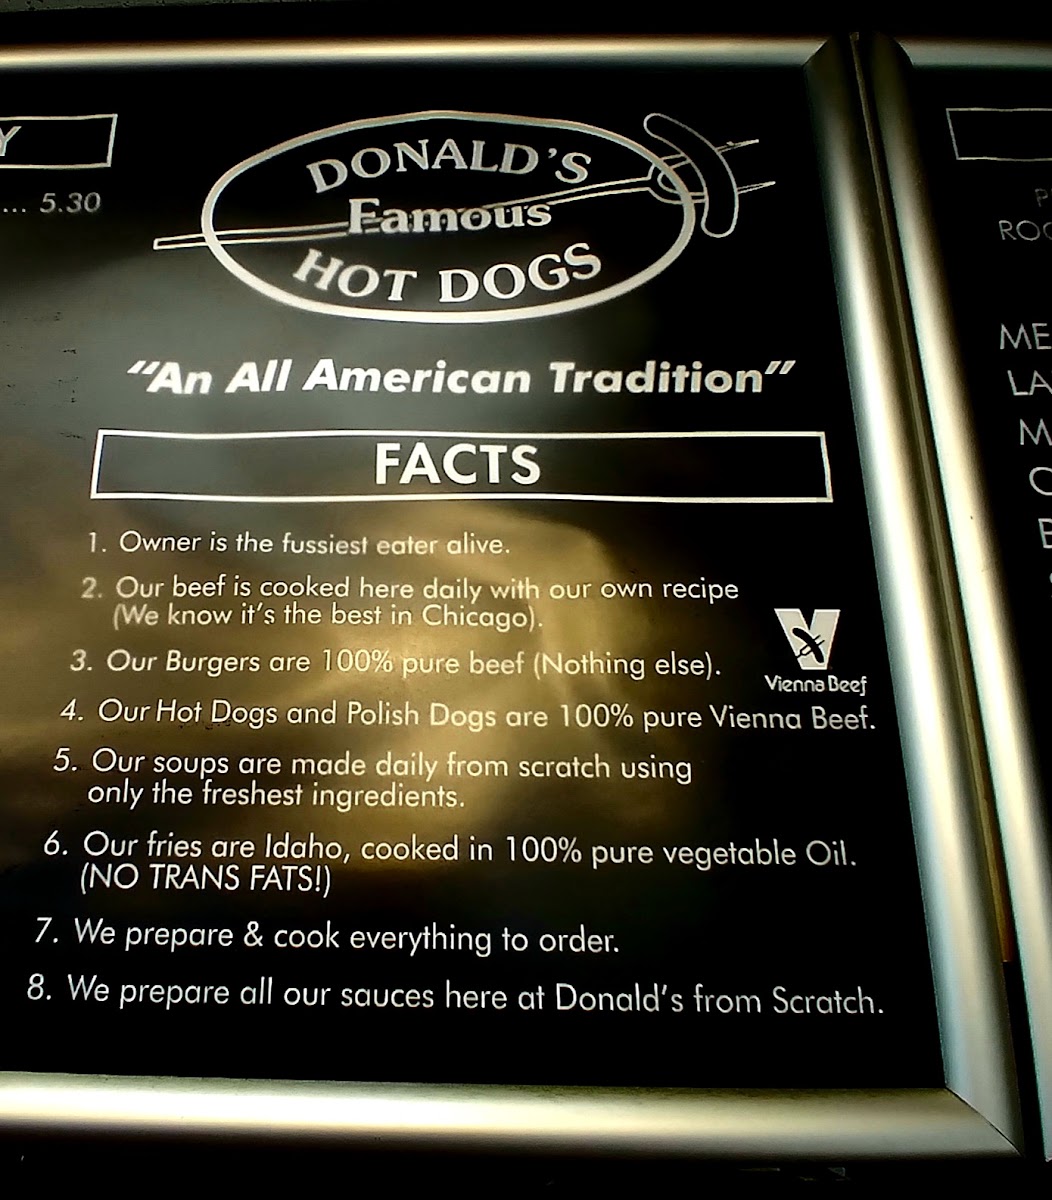 Y
... 5.30
DONALD'S
Famous
HOT DOGS
"An All American Tradition"
FACTS
1. Owner is the fussiest eater alive.
2. Our beef is cooked here daily with our own recipe
(We know it's the best in Chicago).
3. Our Burgers are 100% pure beef (Nothing else).
Vienna Beef
4. Our Hot Dogs and Polish Dogs are 100% pure Vienna Beef.
5. Our soups are made daily from scratch using
only the freshest ingredients.
6. Our fries are Idaho, cooked in 100% pure vegetable Oil.
(NO TRANS FATS!)
7. We prepare & cook everything to order.
8. We prepare all our sauces here at Donald's from Scratch.
P
ROC
ME
LA
M